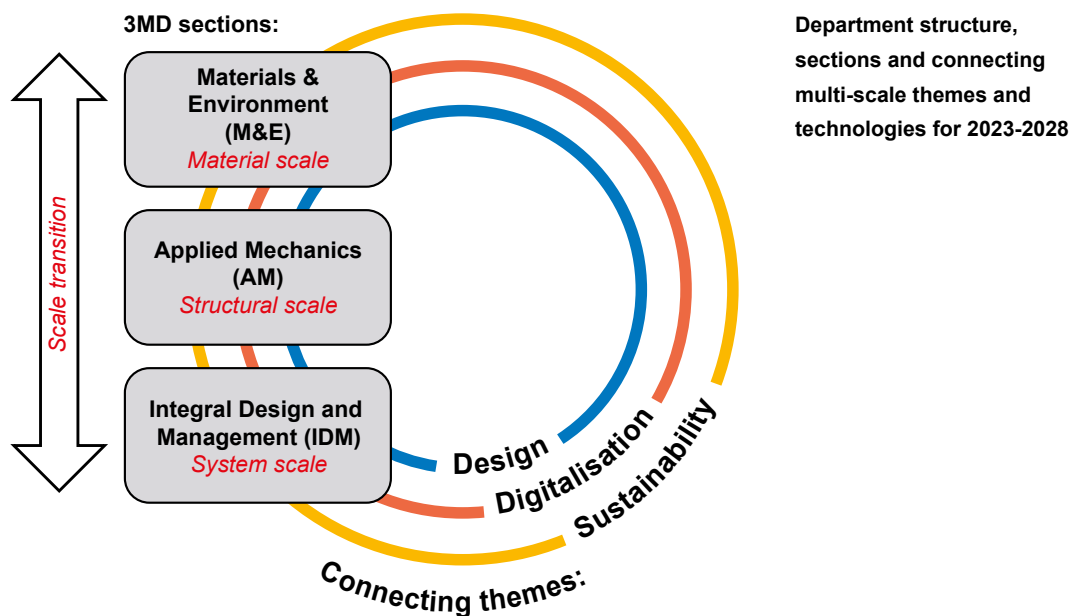 3MD sections:
Materials &
Environment
(M&E)
Material scale
Applied Mechanics
(AM)
Structural scale
Integral Design and
Management (IDM)
System scale
Scale transition
Design
Digitalisation
Sustainability
Connecting themes:
Department structure,
sections and connecting
multi-scale themes and
technologies for 2023-2028